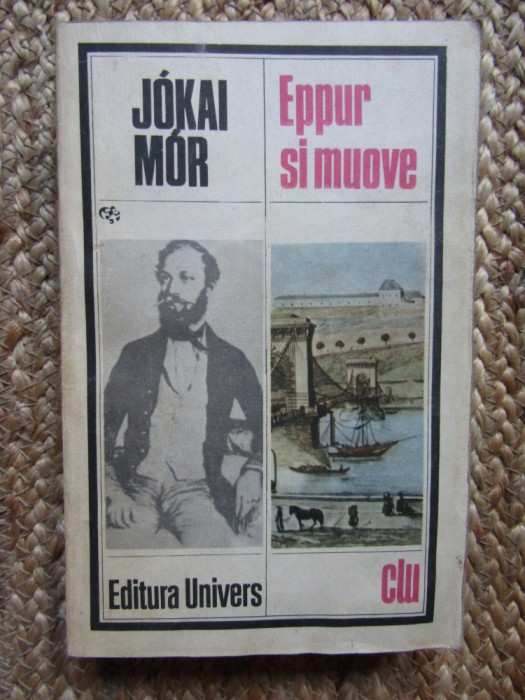 JÓKAI
MÓR
Eppur
si muove
Editura Univers
clu